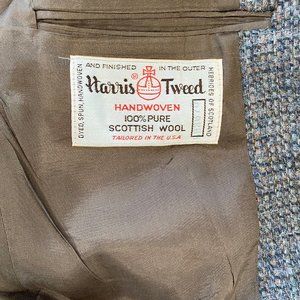 DYED, SPUN, HANDWOVEN
AND FINISHED IN THE OUTER
HEBRIDES OF SCOTLAND
Harris Tweed
HANDWOVEN
100% PURE
SCOTTISH WOOL
TAILORED IN THE U.S.A